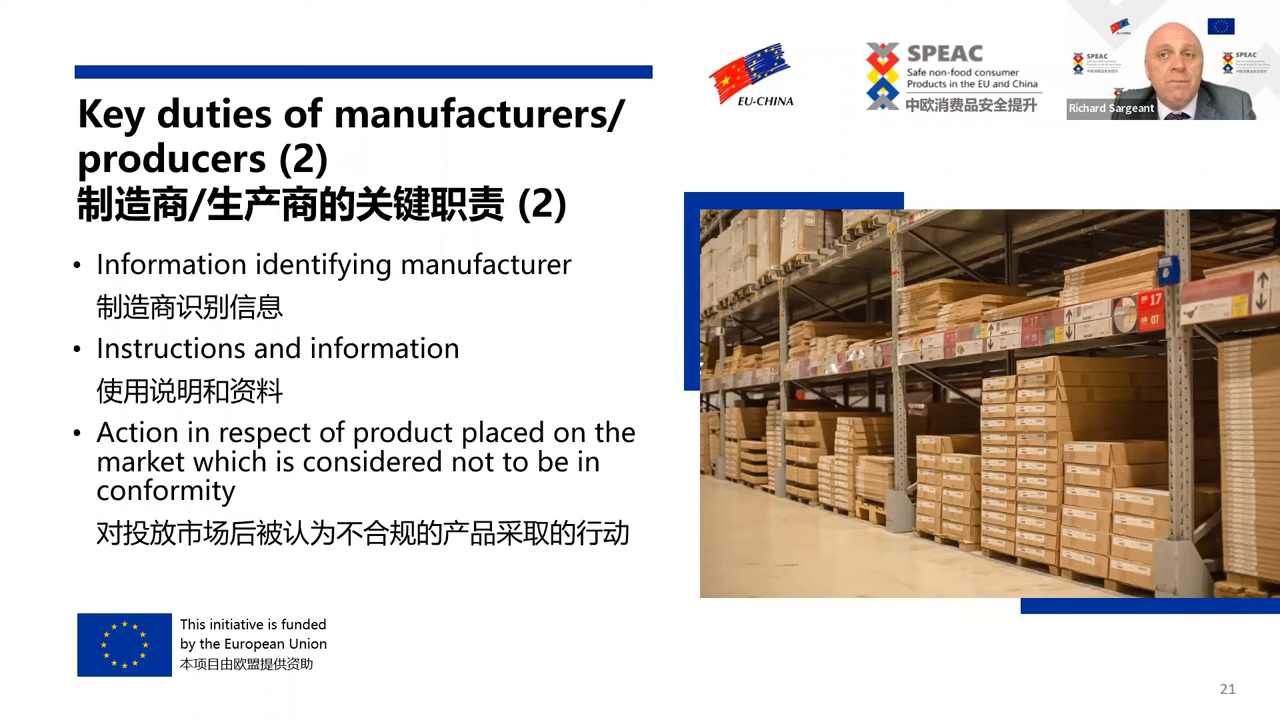 Key duties of manufacturers/
producers (2)
制造商/生产商的关键职责 (2)
• Information identifying manufacturer
制造商识别信息
• Instructions and information
使用说明和资料
• Action in respect of product placed on the
market which is considered not to be in
conformity
对投放市场后被认为不合规的产品采取的行动
This initiative is funded
by the European Union
本项目由欧盟提供资助
EU-CHINA
SPEAC
Safe non-food consumer
Products in the EU and China
中欧消费品安全提升
SPEAC
SPEAC
Richard Sargeant
17
07
21